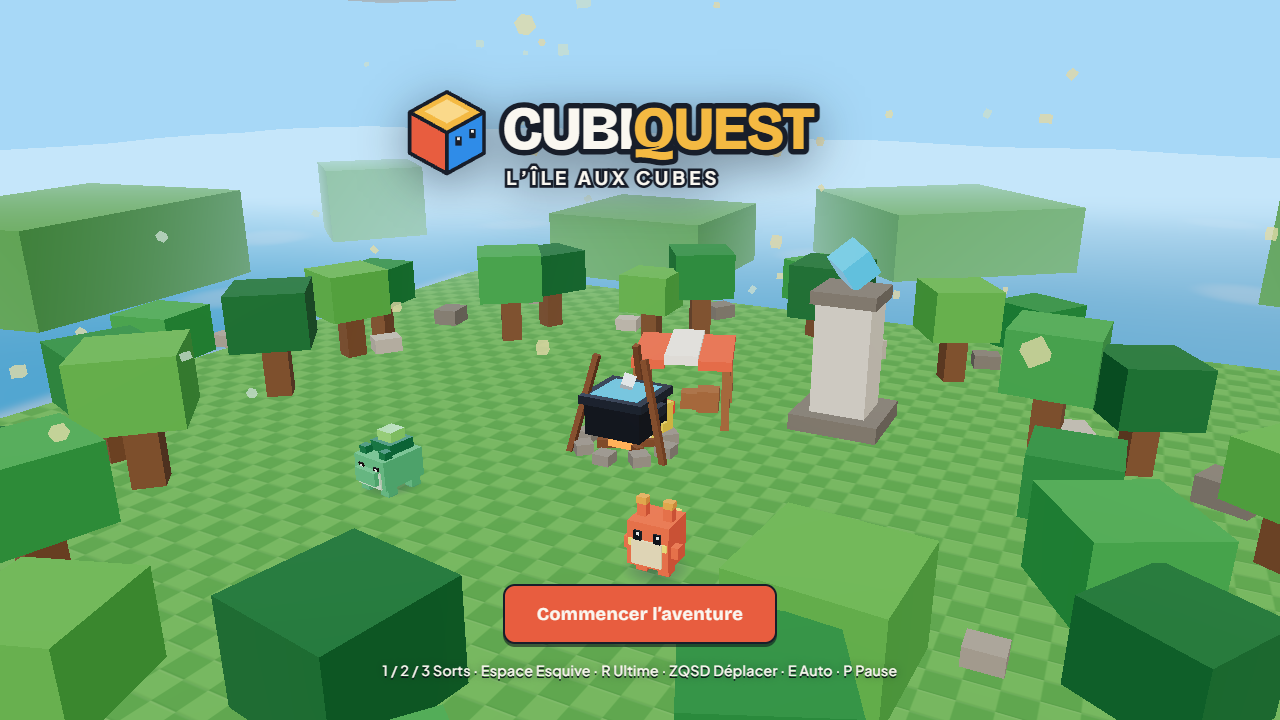 CUBIQUEST
L'ÎLE AUX CUBES
Commencer l'aventure
1 / 2 / 3 Sorts · Espace Esquive · R Ultime · ZQSD Déplacer · E Auto · P Pause